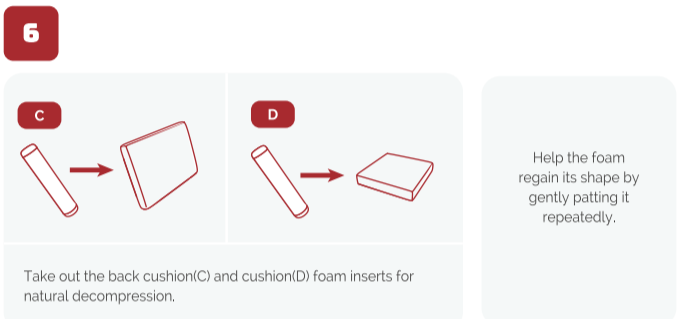 6
C
D
Take out the back cushion(C) and cushion(D) foam inserts for
natural decompression.
Help the foam
regain its shape by
gently patting it
repeatedly.